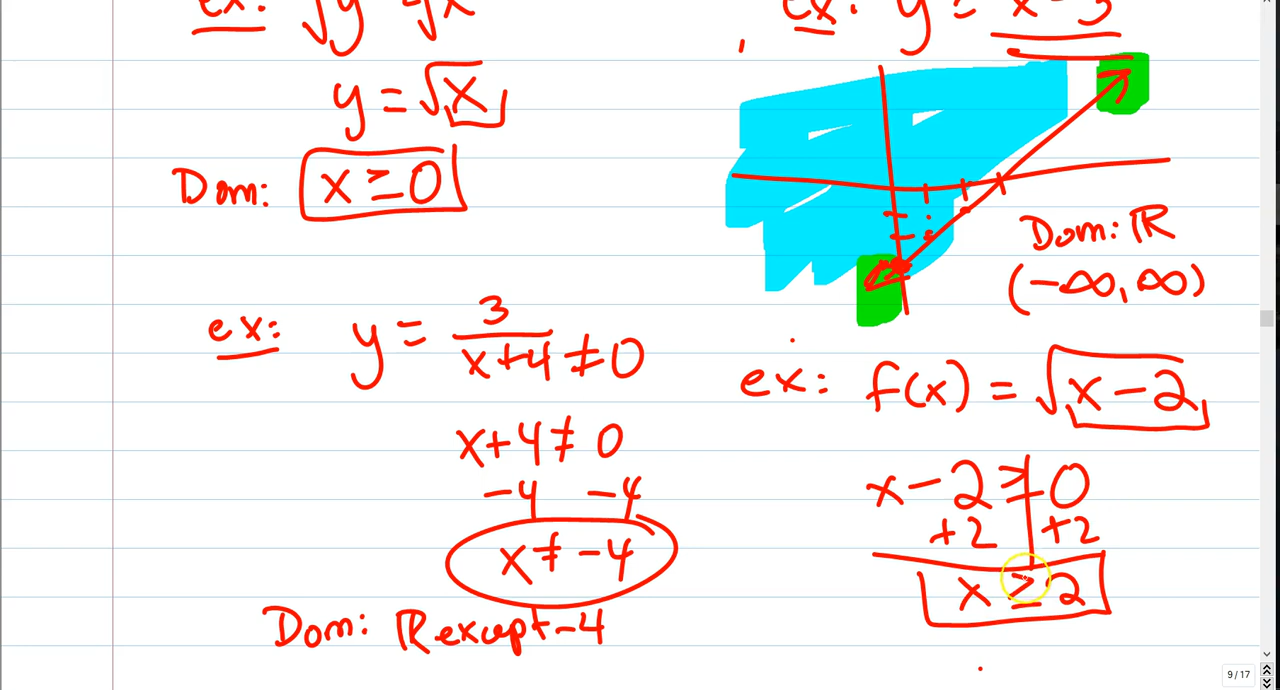 ex: √y = √x
y = √x
Dom: x ≥ 0
ex: y = 3/(x+4) ≠ 0
x+4 ≠ 0
-4 -4
x ≠ -4
Dom: ℝ except -4
ex: y = x - 3
Dom: ℝ
(-∞, ∞)
ex: f(x) = √x-2
x - 2 ≥ 0
+2 +2
x ≥ 2
9 / 17